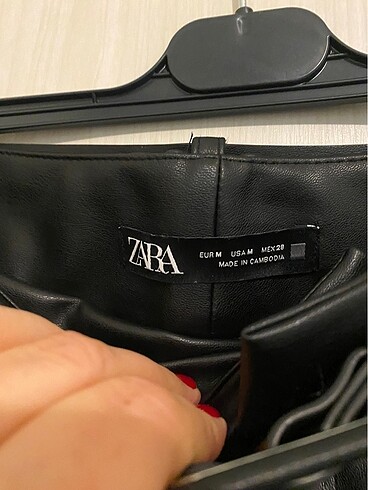 ZARA
EUR M USA M MEX 28
MADE IN CAMBODIA